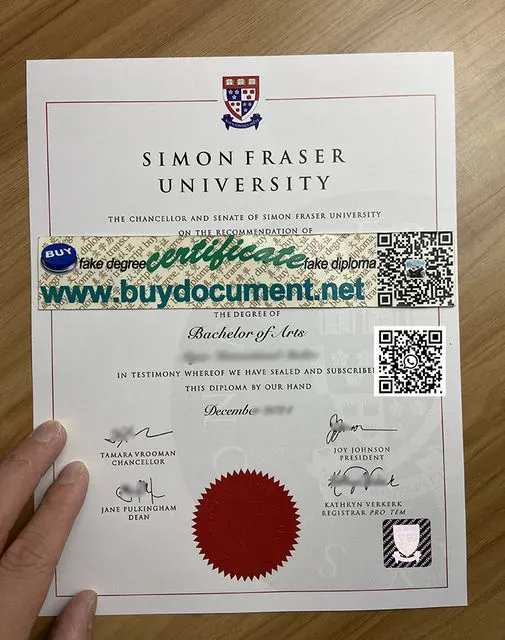 SIMON FRASER
UNIVERSITY
THE CHANCELLOR AND SENATE OF SIMON FRASER UNIVERSITY
ON THE RECOMMENDATION OF
BUY
fake degree certificate fake diploma
www.buydocument.net
THE DEGREE OF
Bachelor of Arts
IN TESTIMONY WHEREOF WE HAVE SEALED AND SUBSCRIBED
THIS DIPLOMA BY OUR HAND
December
TAMARA VROOMAN
CHANCELLOR
JOY JOHNSON
PRESIDENT
JANE PULKINGHAM
DEAN
KATHRYN VERKERK
REGISTRAR PRO TEM